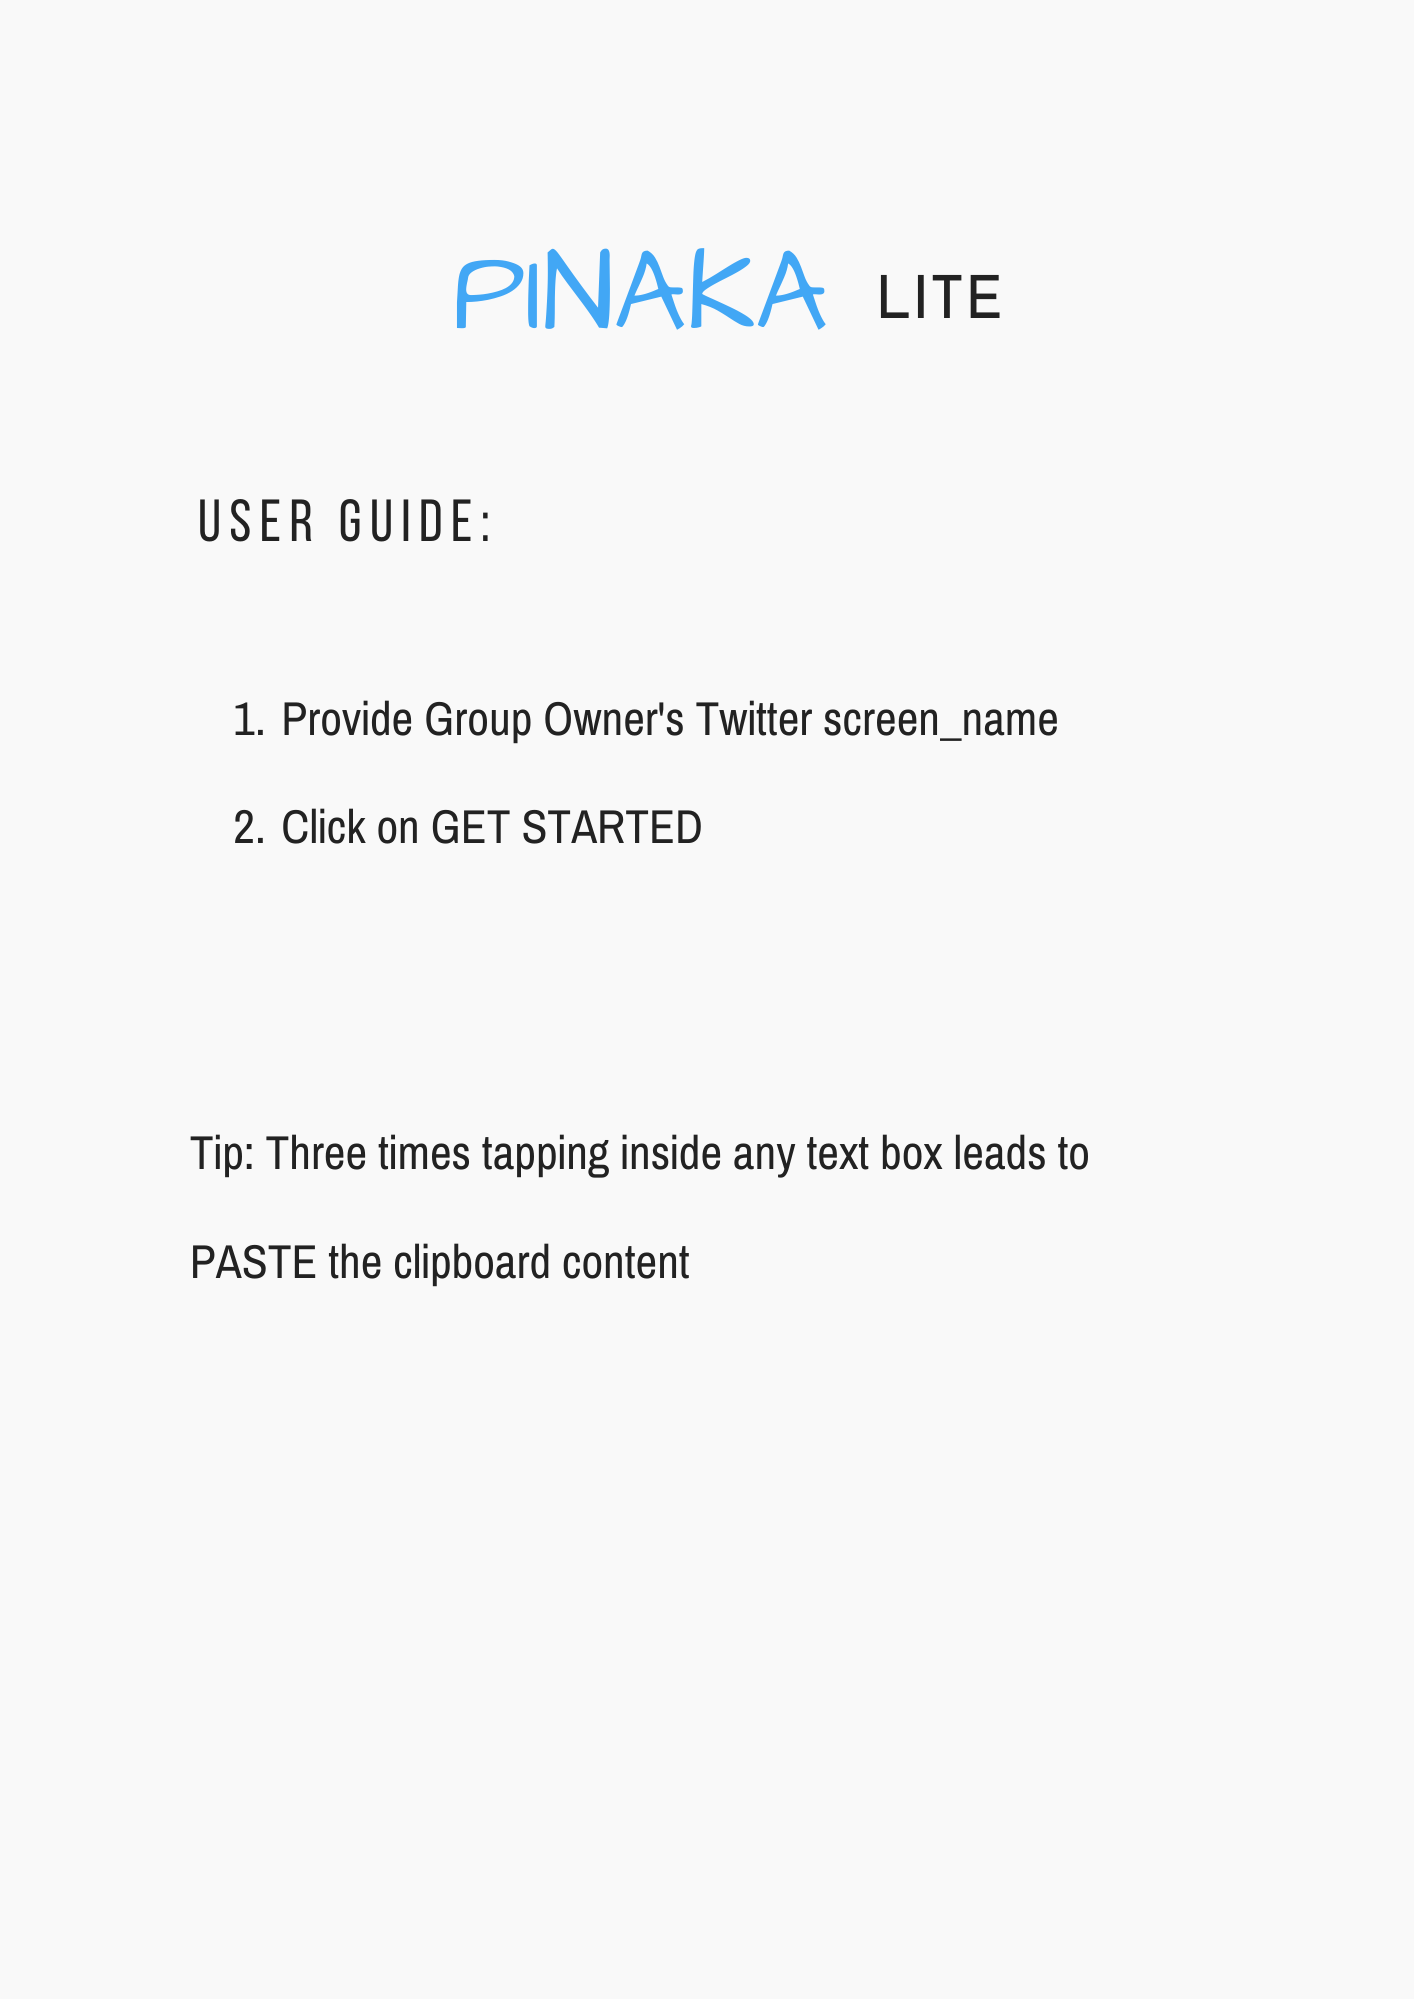 PINAKA LITE
USER GUIDE:
1. Provide Group Owner's Twitter screen_name
2. Click on GET STARTED
Tip: Three times tapping inside any text box leads to
PASTE the clipboard content